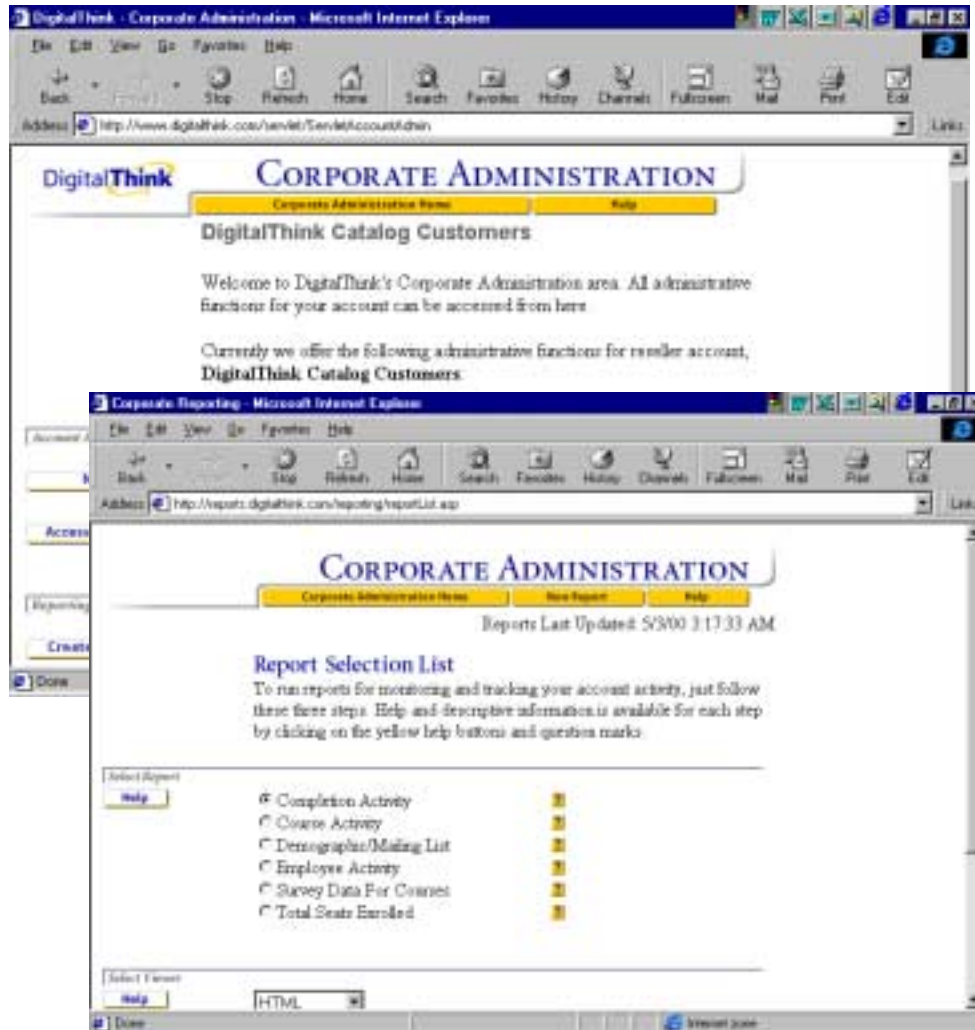 DigitalThink - Corporate Administration - Microsoft Internet Explorer
File Edit View Go Favorites Help
Back Forward Stop Refresh Home Search Favorites History Channels Fullscreen Mail Print Edit
Address http://www.digitalthink.com/servlet/ServletAccountAdmin Links
DigitalThink CORPORATE ADMINISTRATION
Corporate Administration Home Help
DigitalThink Catalog Customers
Welcome to DigitalThink's Corporate Administration area. All administrative
functions for your account can be accessed from here
Currently we offer the following administrative functions for reseller account,
DigitalThink Catalog Customers
Account
Access
Reporting
Create
Done
Corporate Reporting - Microsoft Internet Explorer
File Edit View Go Favorites Help
Back Stop Refresh Home Search Favorites History Channels Fullscreen Mail Print Edit
Address http://reports.digitalthink.com/reporting/reportList.asp Links
CORPORATE ADMINISTRATION
Corporate Administration Home New Report Help
Reports Last Updated: 5/3/00 3:17:33 AM
Report Selection List
To run reports for monitoring and tracking your account activity, just follow
these three steps. Help and descriptive information is available for each step
by clicking on the yellow help buttons and question marks.
Select Report
Help
Completion Activity ?
Course Activity ?
Demographic/Mailing List ?
Employee Activity ?
Survey Data For Courses ?
Total Seats Enrolled ?
Select Viewer
Help HTML
Done Internet zone